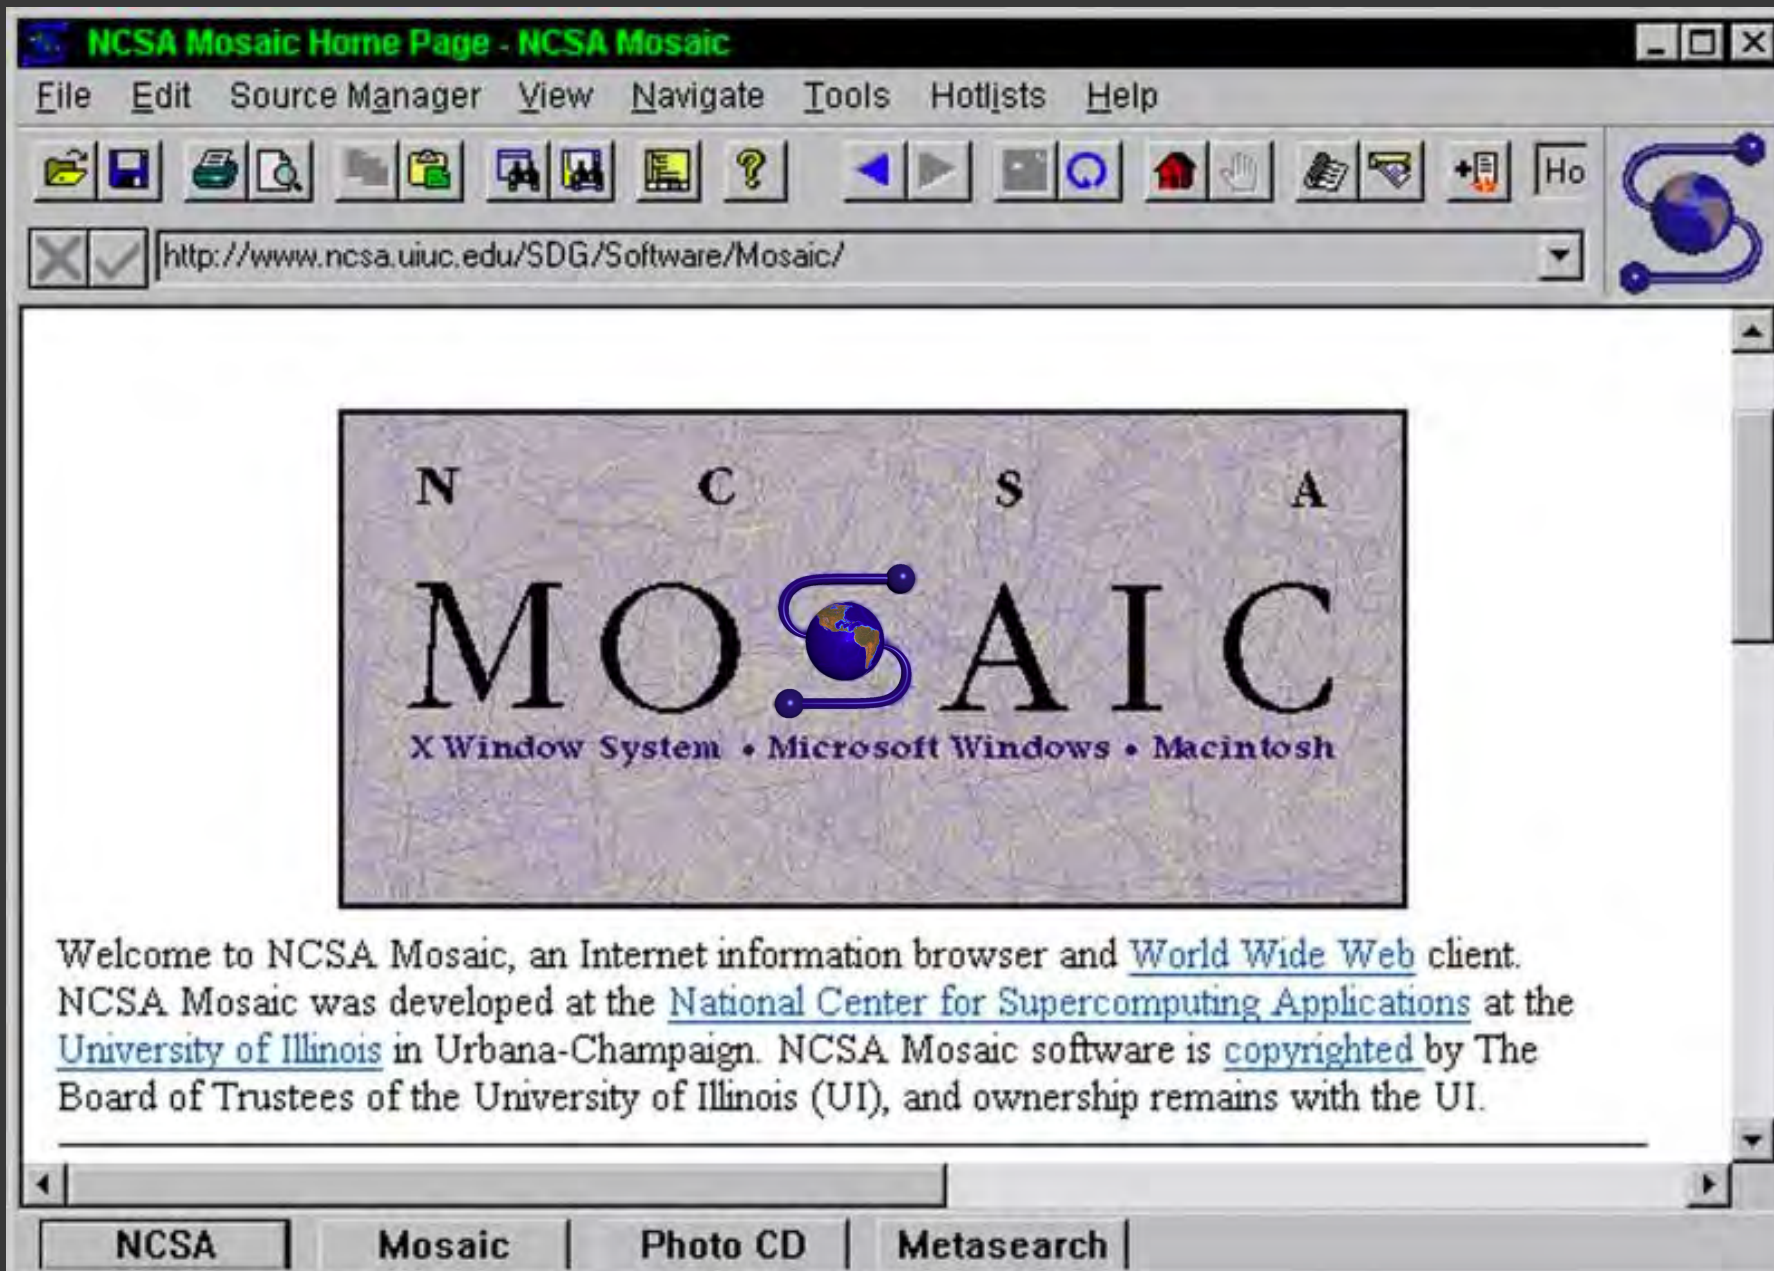 NCSA Mosaic Home Page - NCSA Mosaic
File Edit Source Manager View Navigate Tools Hotlists Help
Ho
http://www.ncsa.uiuc.edu/SDG/Software/Mosaic/
N C S A
MOSAIC
X Window System • Microsoft Windows • Macintosh
Welcome to NCSA Mosaic, an Internet information browser and World Wide Web client.
NCSA Mosaic was developed at the National Center for Supercomputing Applications at the
University of Illinois in Urbana-Champaign. NCSA Mosaic software is copyrighted by The
Board of Trustees of the University of Illinois (UI), and ownership remains with the UI.
NCSA Mosaic Photo CD Metasearch